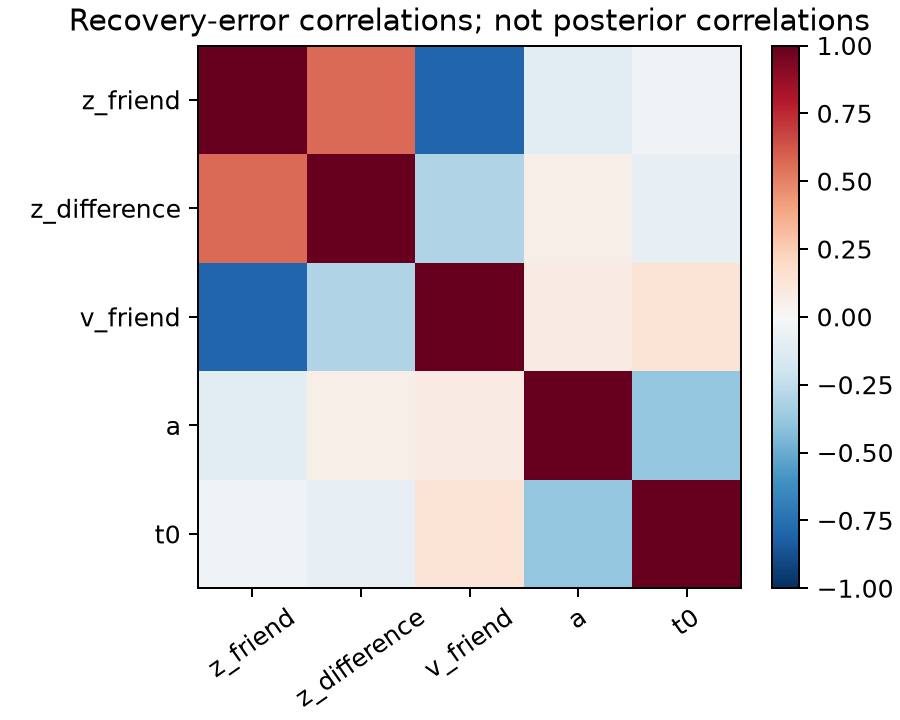 Recovery-error correlations; not posterior correlations
z_friend
z_difference
v_friend
a
t0
z_friend
z_difference
v_friend
a
t0
1.00
0.75
0.50
0.25
0.00
−0.25
−0.50
−0.75
−1.00